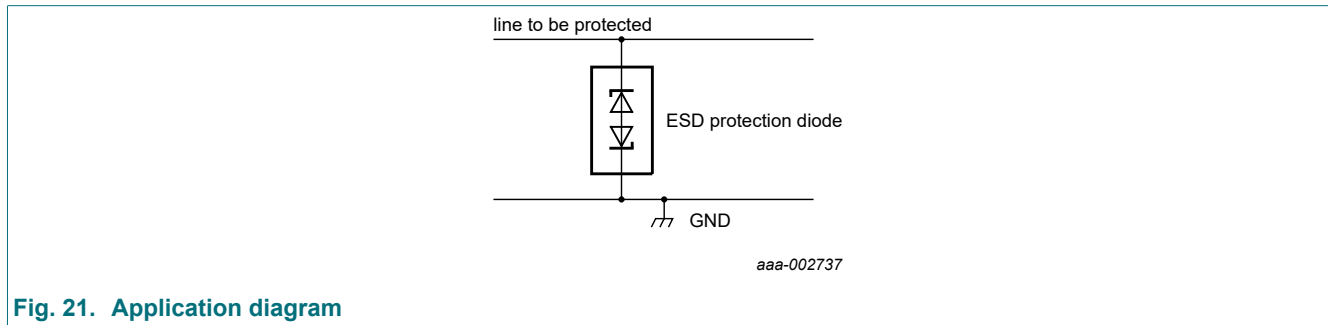 line to be protected
ESD protection diode
GND
aaa-002737
Fig. 21. Application diagram